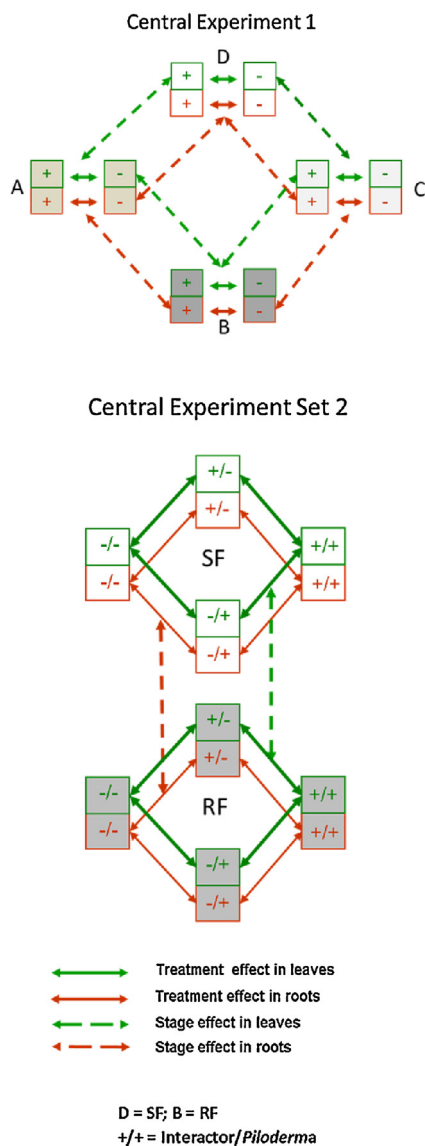 Central Experiment 1
D
+ -
+ -
A + - + - C
+ - + -
+ -
+ -
B
Central Experiment Set 2
+/-
+/-
-/- SF +/+
-/- +/+
-/+
-/+
+/-
+/-
-/- RF +/+
-/- +/+
-/+
-/+
Treatment effect in leaves
Treatment effect in roots
Stage effect in leaves
Stage effect in roots
D = SF; B = RF
+/+ = Interactor/Piloderma